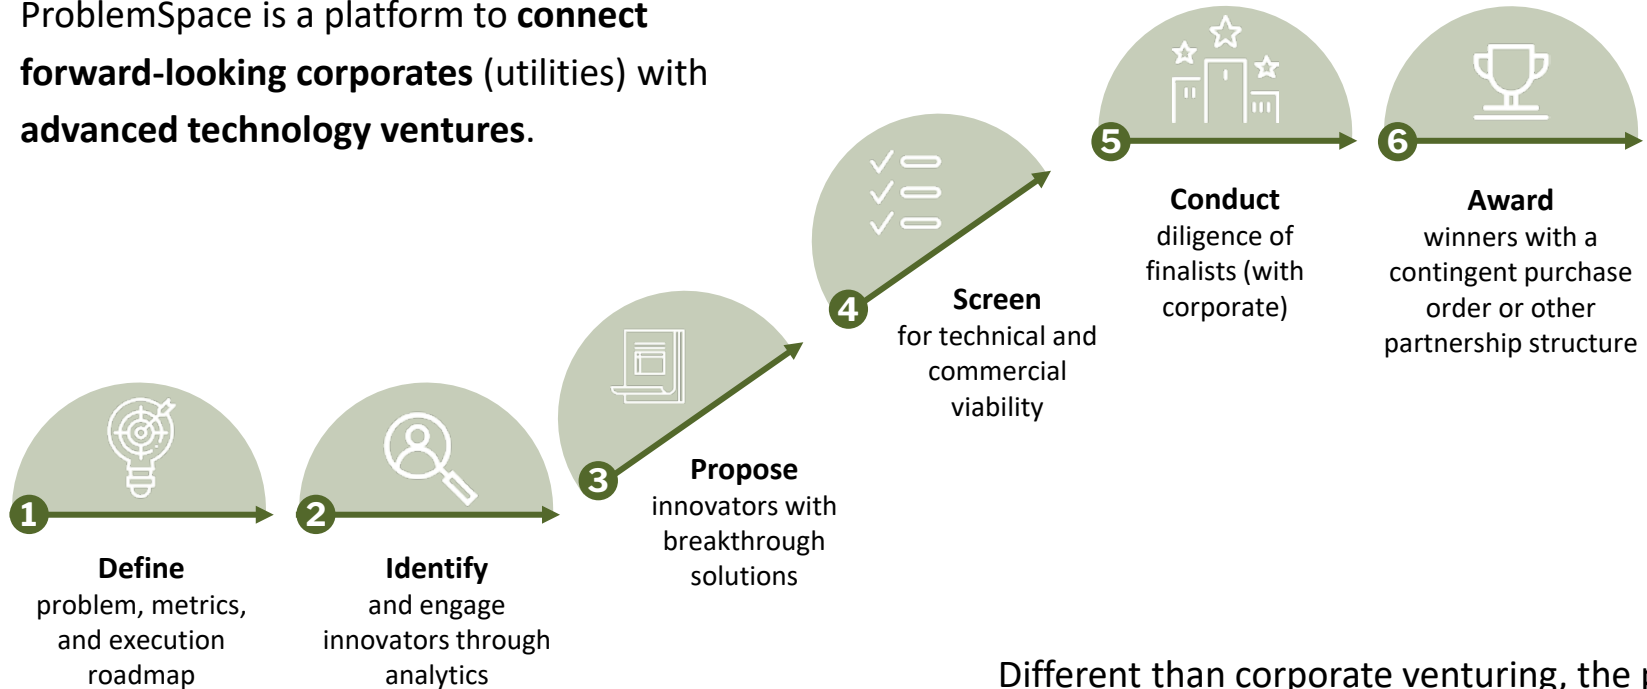 ProblemSpace is a platform to connect
forward-looking corporates (utilities) with
advanced technology ventures.
1
Define
problem, metrics,
and execution
roadmap
2
Identify
and engage
innovators through
analytics
3
Propose
innovators with
breakthrough
solutions
4
Screen
for technical and
commercial
viability
5
Conduct
diligence of
finalists (with
corporate)
6
Award
winners with a
contingent purchase
order or other
partnership structure
Different than corporate venturing, the